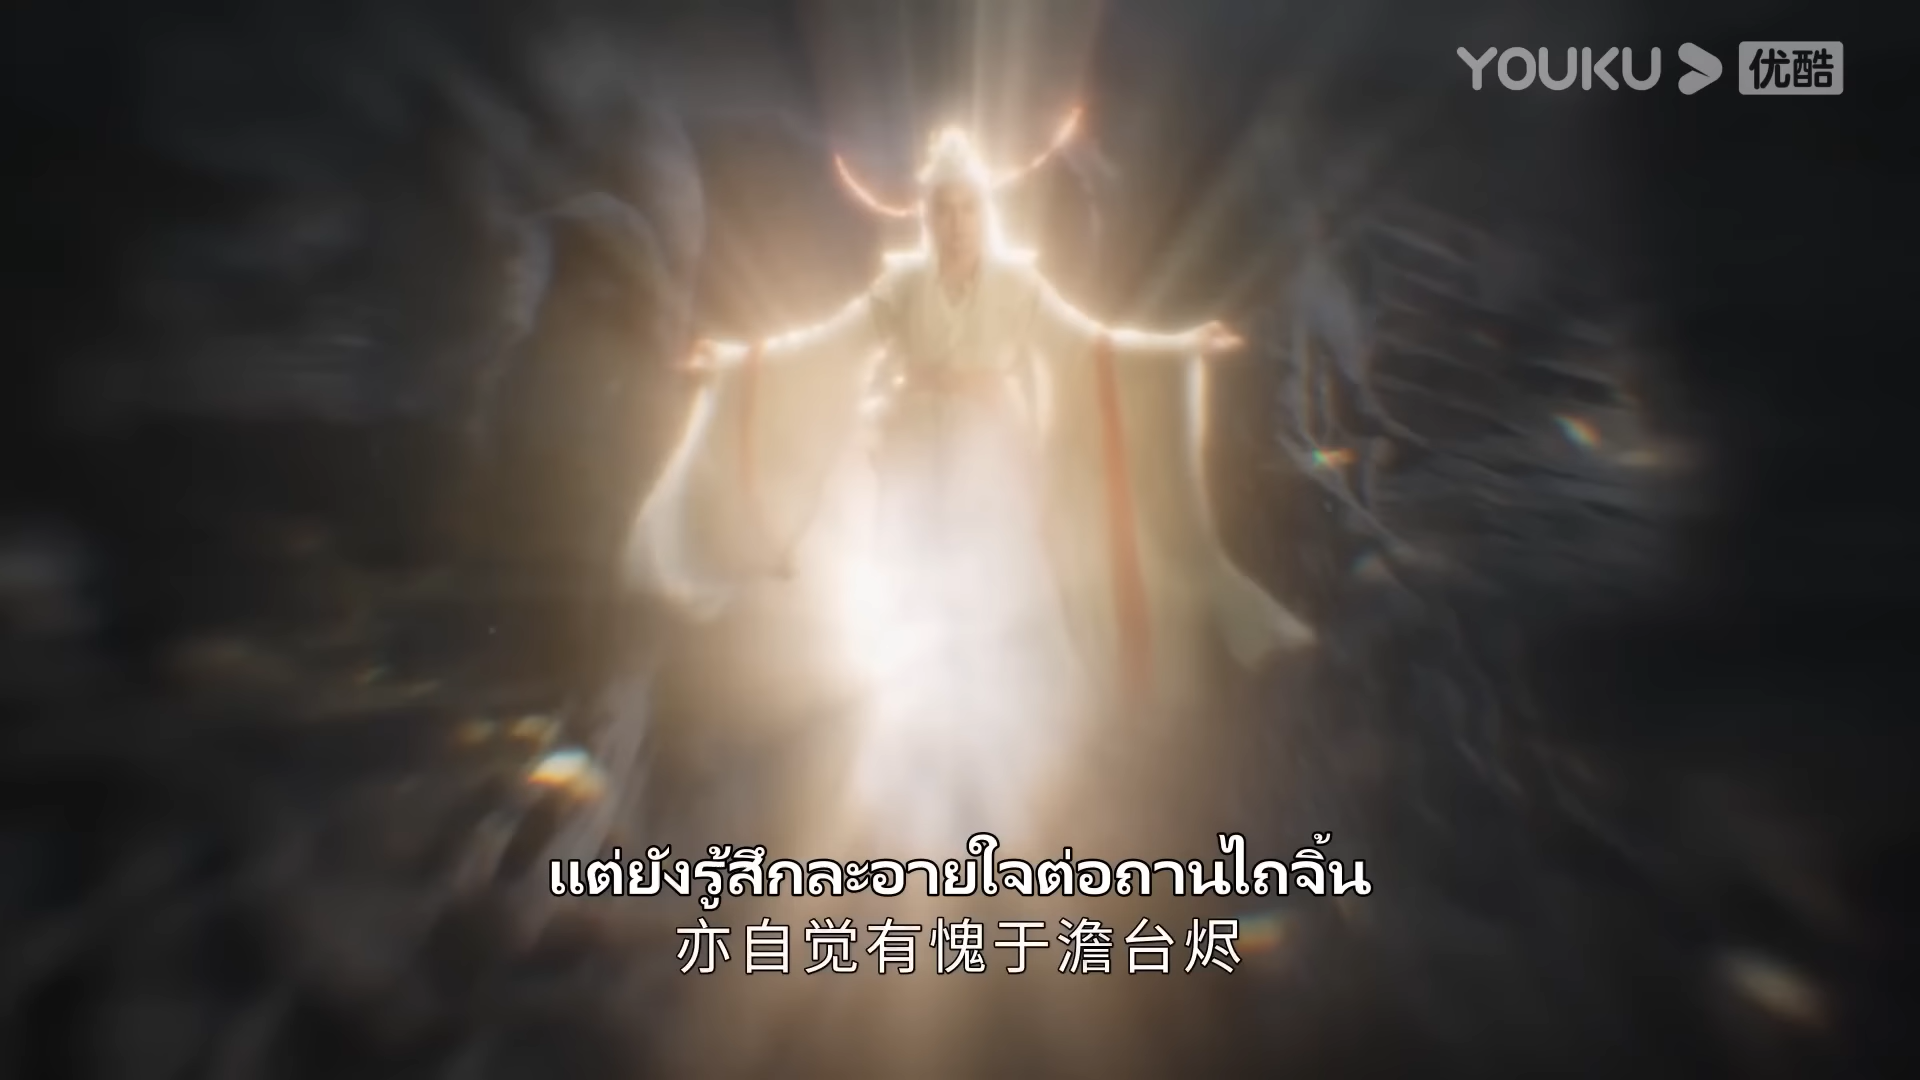 YOUKU 优酷
แต่ยังรู้สึกละอายใจต่อถานไถจิ้น
亦自觉有愧于澹台烬